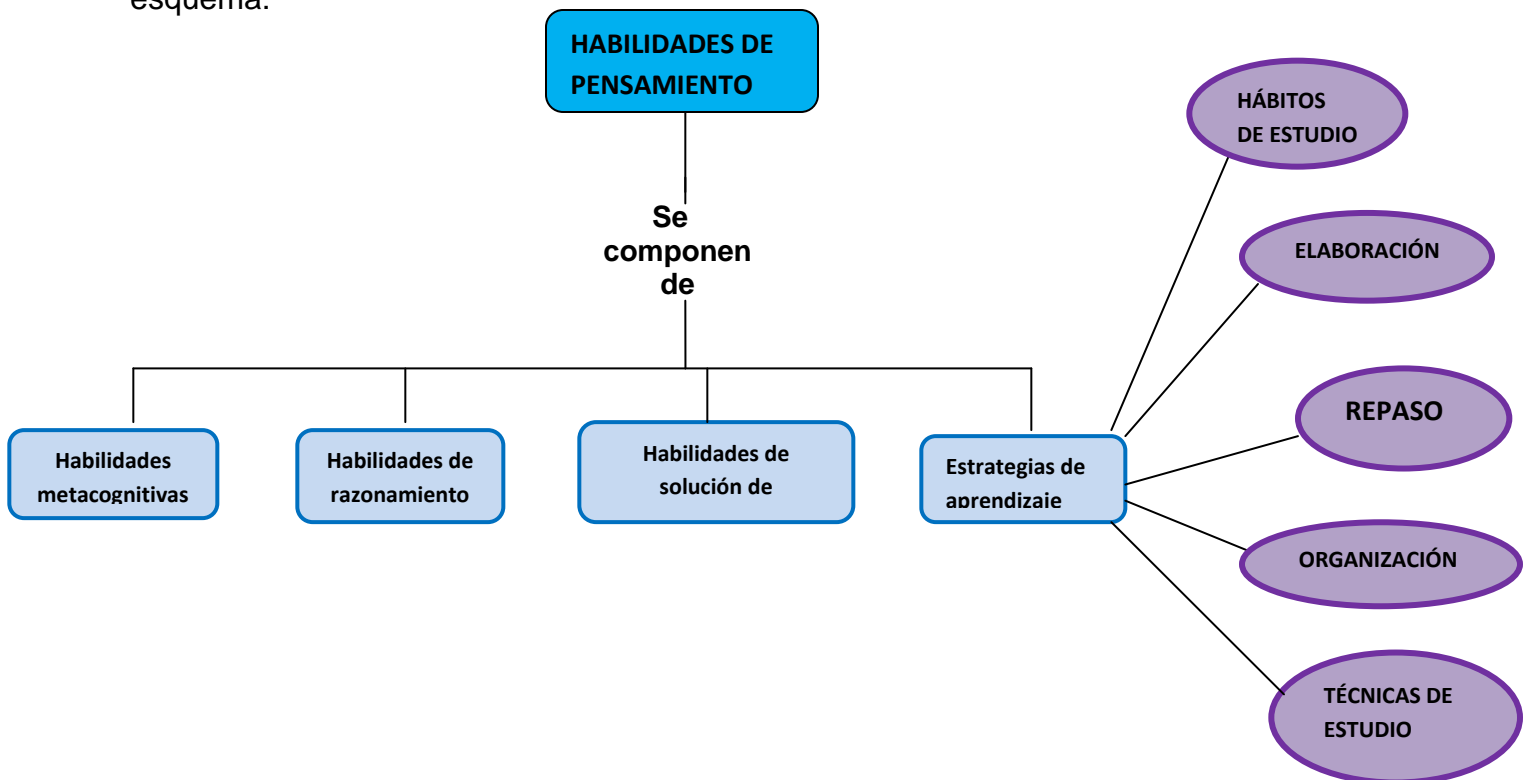 esquema:
HABILIDADES DE
PENSAMIENTO
Se
componen
de
Habilidades
metacognitivas
Habilidades de
razonamiento
Habilidades de
solución de
Estrategias de
aprendizaje
HÁBITOS
DE ESTUDIO
ELABORACIÓN
REPASO
ORGANIZACIÓN
TÉCNICAS DE
ESTUDIO